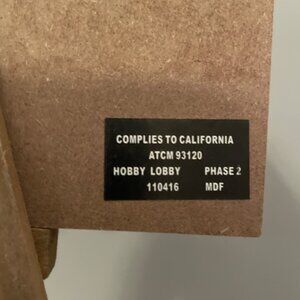 COMPLIES TO CALIFORNIA
ATCM 93120
HOBBY LOBBY PHASE 2
110416 MDF